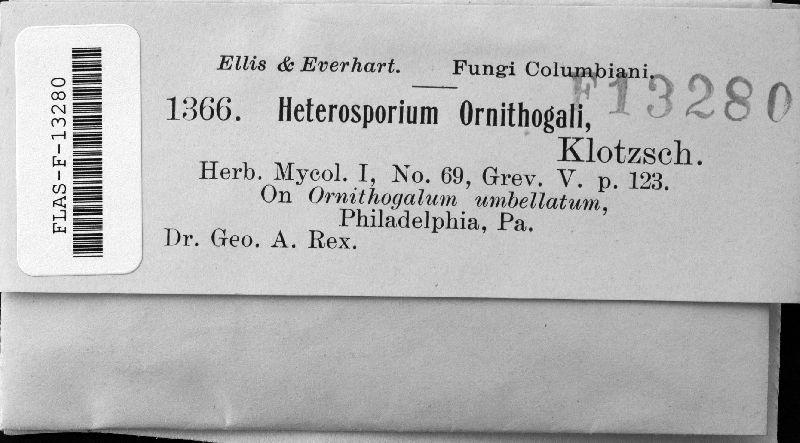 FLAS-F-13280
Ellis & Everhart. Fungi Columbiani.
F13280
1366. Heterosporium Ornithogali,
Klotzsch.
Herb. Mycol. I, No. 69, Grev. V. p. 123.
On Ornithogalum umbellatum,
Philadelphia, Pa.
Dr. Geo. A. Rex.